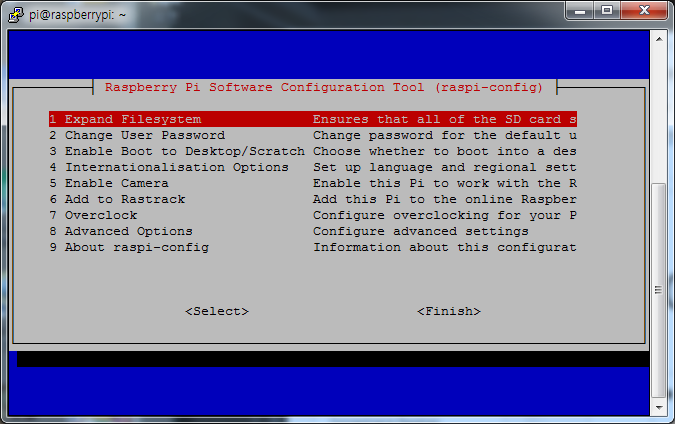 pi@raspberrypi: ~
Raspberry Pi Software Configuration Tool (raspi-config)
1 Expand Filesystem Ensures that all of the SD card s
2 Change User Password Change password for the default u
3 Enable Boot to Desktop/Scratch Choose whether to boot into a des
4 Internationalisation Options Set up language and regional sett
5 Enable Camera Enable this Pi to work with the R
6 Add to Rastrack Add this Pi to the online Raspber
7 Overclock Configure overclocking for your P
8 Advanced Options Configure advanced settings
9 About raspi-config Information about this configurat
<Select> <Finish>